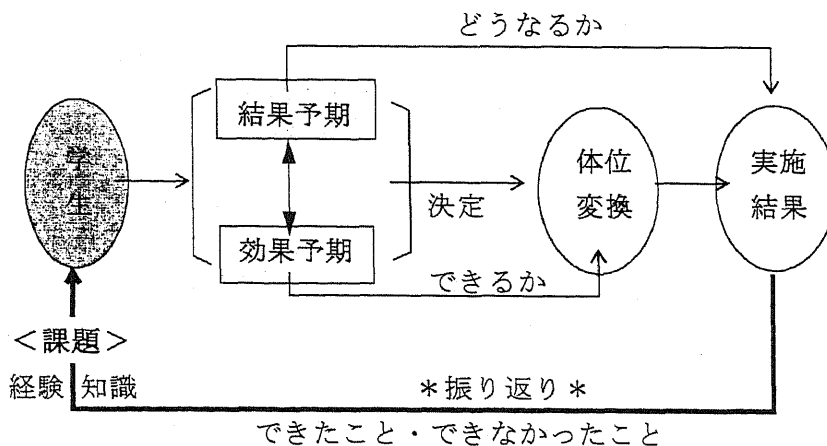 どうなるか
結果予期
学生
体位変換
実施結果
決定
効果予期
できるか
＜課題＞
経験 知識
＊振り返り＊
できたこと・できなかったこと